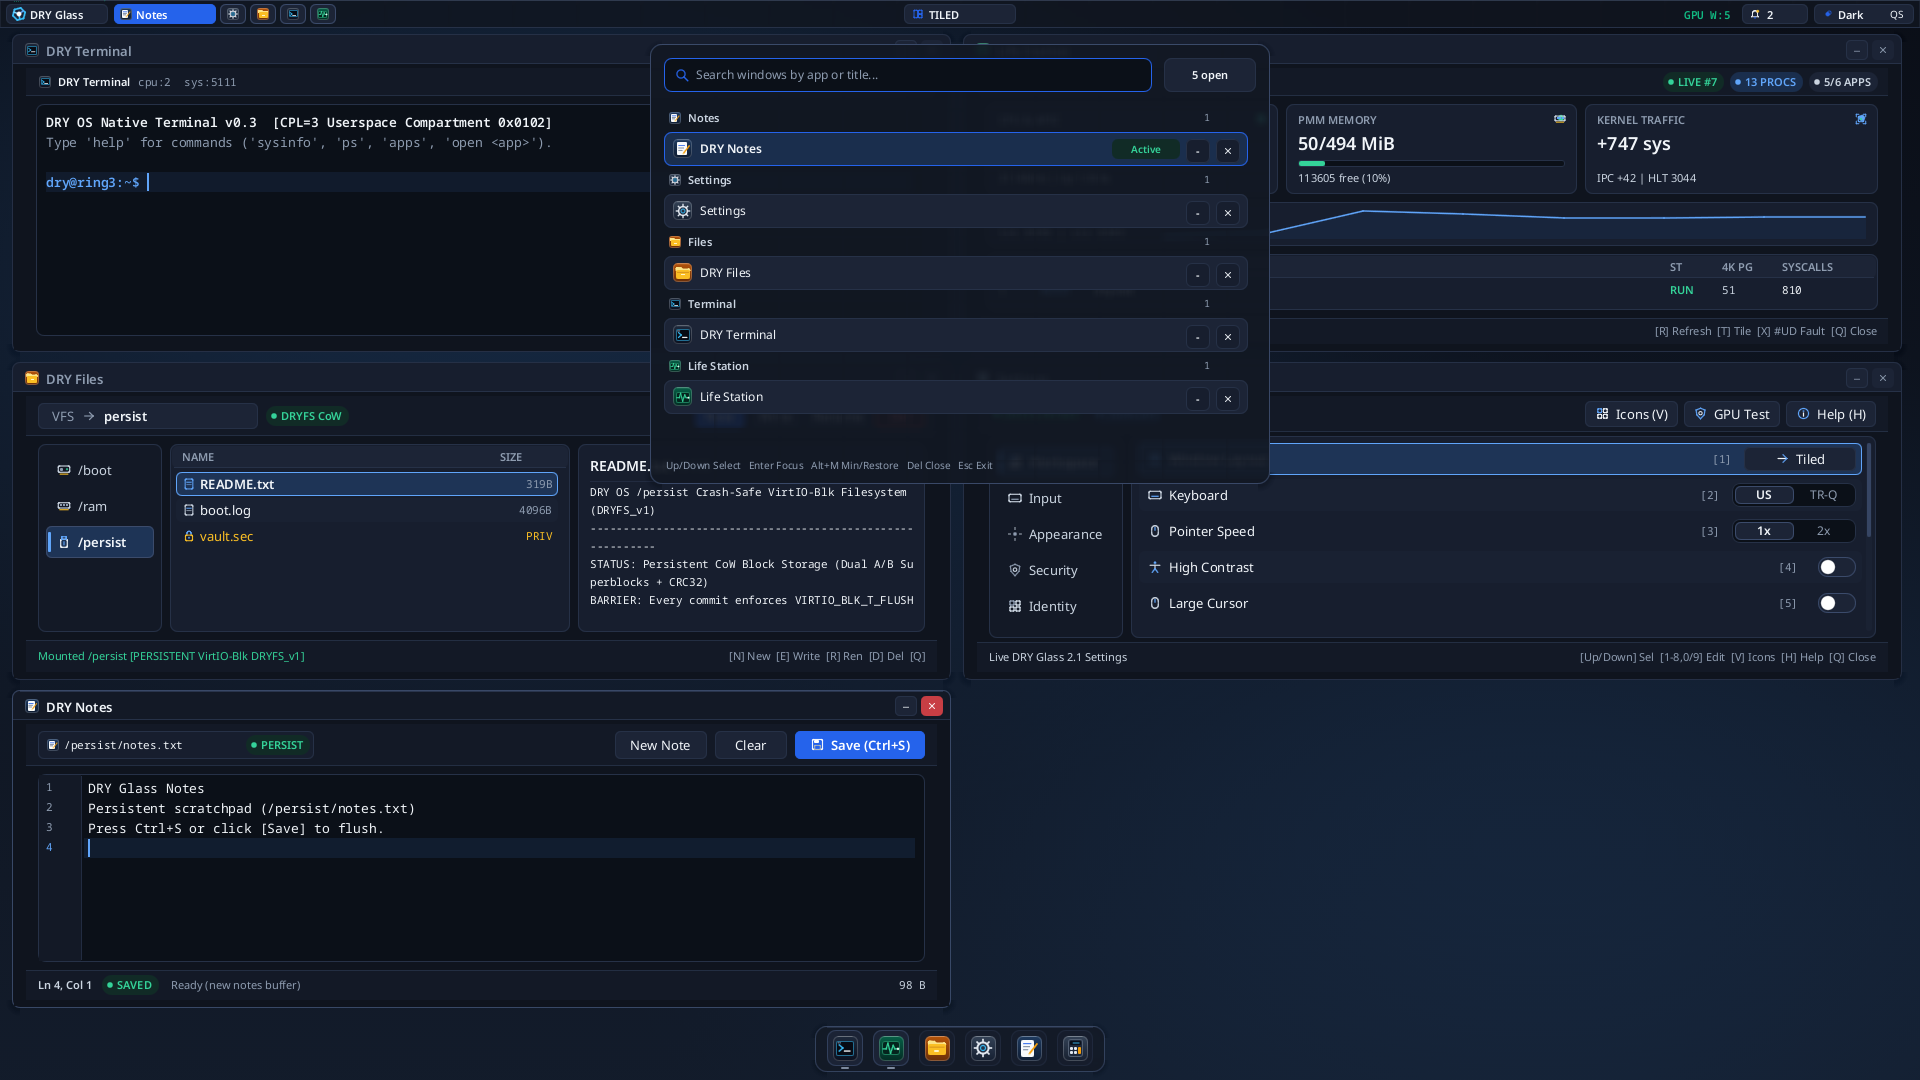 DRY Glass
Notes
TILED
GPU W:5
2
Dark
QS
DRY Terminal
DRY Terminal cpu:2 sys:5111
DRY OS Native Terminal v0.3 [CPL=3 Userspace Compartment 0x0102]
Type 'help' for commands ('sysinfo', 'ps', 'apps', 'open <app>').
dry@ring3:~$
Search windows by app or title...
5 open
Notes 1
DRY Notes Active - ×
Settings 1
Settings - ×
Files 1
DRY Files - ×
Terminal 1
DRY Terminal - ×
Life Station 1
Life Station - ×
Up/Down Select Enter Focus Alt+M Min/Restore Del Close Esc Exit
LIVE #7
13 PROCS
5/6 APPS
PMM MEMORY
50/494 MiB
113605 free (10%)
KERNEL TRAFFIC
+747 sys
IPC +42 | HLT 3044
ST 4K PG SYSCALLS
RUN 51 810
[R] Refresh [T] Tile [X] #UD Fault [Q] Close
DRY Files
VFS → persist
DRYFS CoW
/boot
/ram
/persist
NAME SIZE
README.txt 319B
boot.log 4096B
vault.sec PRIV
README.
DRY OS /persist Crash-Safe VirtIO-Blk Filesystem
(DRYFS_v1)
--------------------------------------------------
----------
STATUS: Persistent CoW Block Storage (Dual A/B Su
perblocks + CRC32)
BARRIER: Every commit enforces VIRTIO_BLK_T_FLUSH
Mounted /persist [PERSISTENT VirtIO-Blk DRYFS_v1]
[N] New [E] Write [R] Ren [D] Del [Q]
Icons (V)
GPU Test
Help (H)
Input
Appearance
Security
Identity
[1] → Tiled
Keyboard [2] US TR-Q
Pointer Speed [3] 1x 2x
High Contrast [4]
Large Cursor [5]
Live DRY Glass 2.1 Settings
[Up/Down] Sel [1-8,0/9] Edit [V] Icons [H] Help [Q] Close
DRY Notes
/persist/notes.txt PERSIST
New Note
Clear
Save (Ctrl+S)
1 DRY Glass Notes
2 Persistent scratchpad (/persist/notes.txt)
3 Press Ctrl+S or click [Save] to flush.
4
Ln 4, Col 1 SAVED Ready (new notes buffer) 98 B